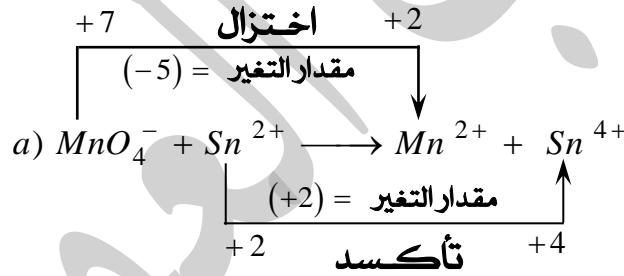 +7 اختزال +2
(-5) = مقدار التغير
a) MnO₄⁻ + Sn²⁺ ⟶ Mn²⁺ + Sn⁴⁺
(+2) = مقدار التغير
+2 تأكسد +4